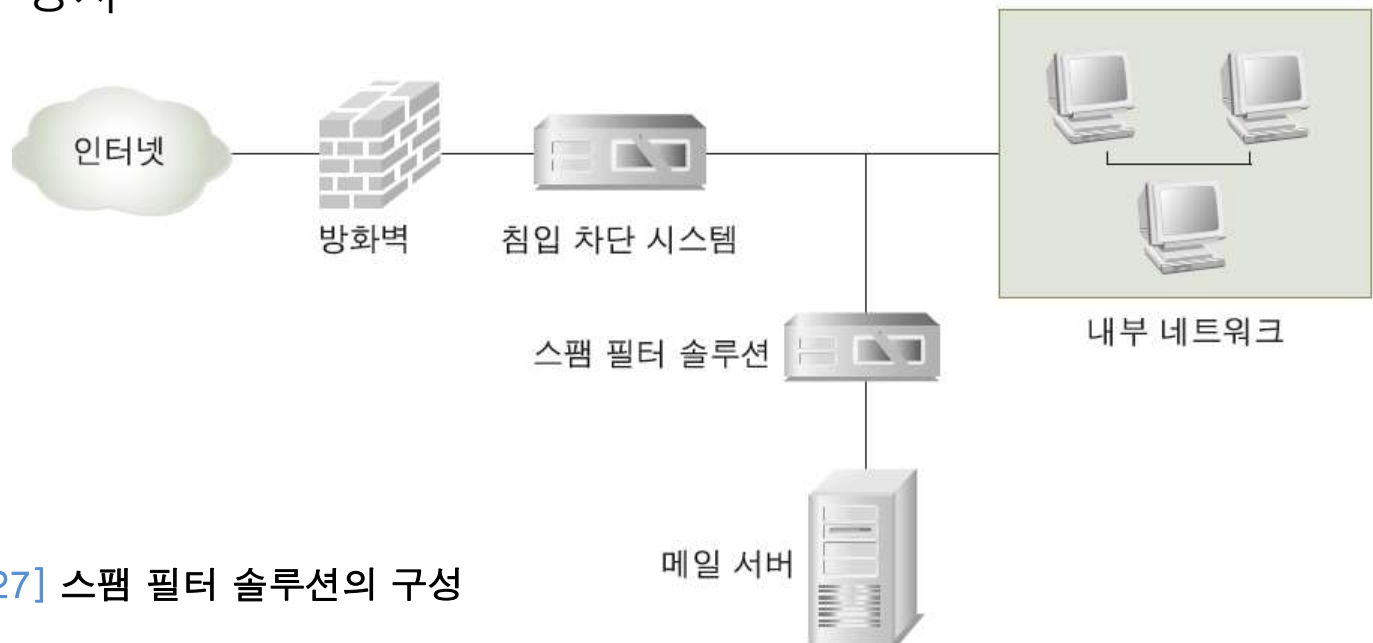 인터넷
방화벽
침입 차단 시스템
내부 네트워크
스팸 필터 솔루션
메일 서버
27] 스팸 필터 솔루션의 구성